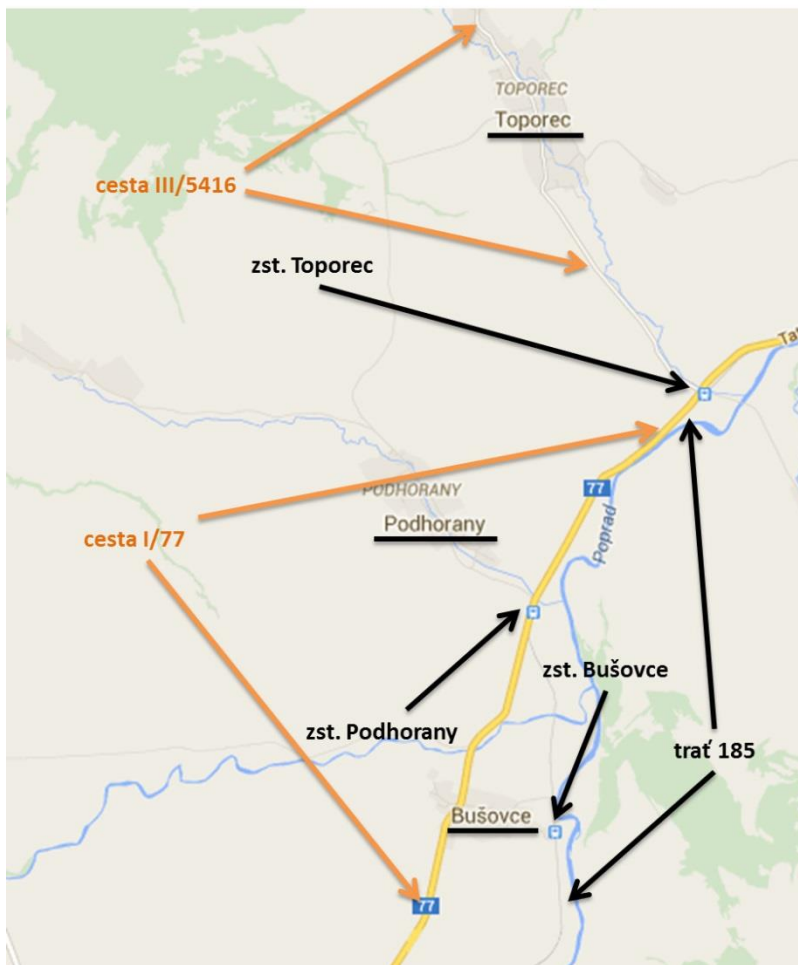 TOPOREC
Toporec
cesta III/5416
zst. Toporec
77
PODHORANY
Podhorany
cesta I/77
Poprad
zst. Bušovce
zst. Podhorany
trať 185
Bušovce
77